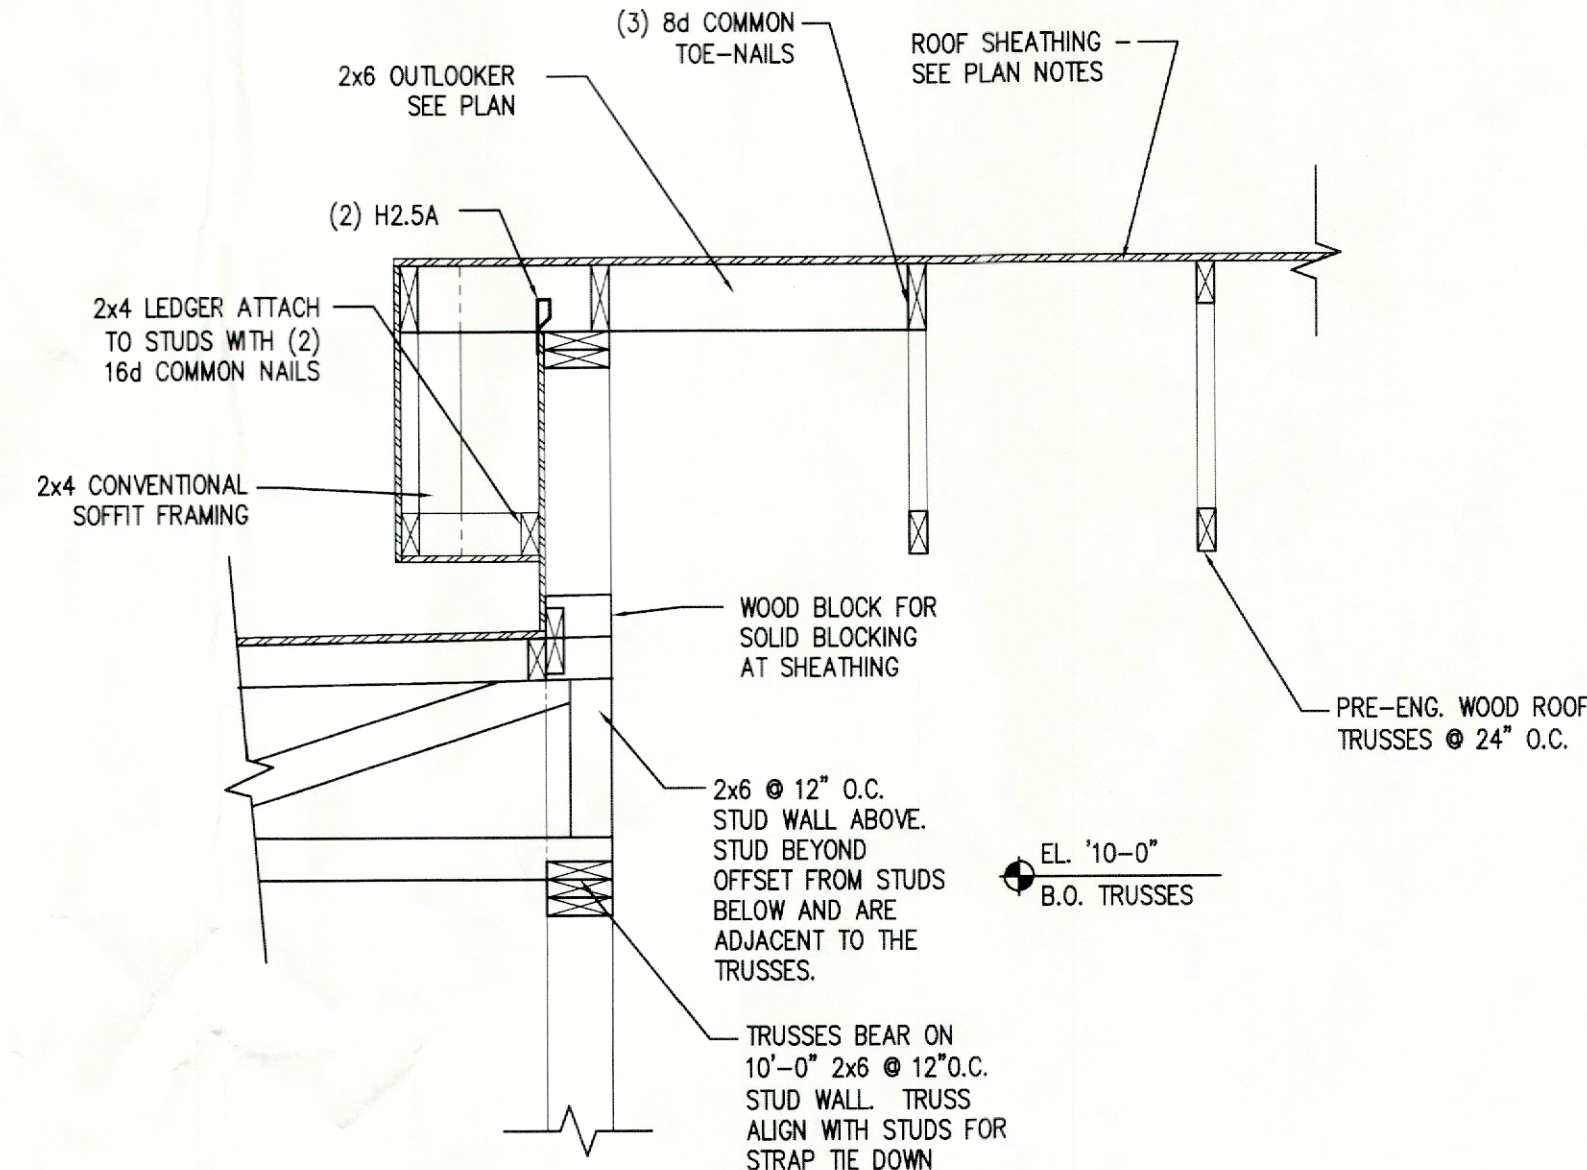 (3) 8d COMMON
TOE-NAILS
ROOF SHEATHING -
SEE PLAN NOTES
2x6 OUTLOOKER
SEE PLAN
(2) H2.5A
2x4 LEDGER ATTACH
TO STUDS WITH (2)
16d COMMON NAILS
2x4 CONVENTIONAL
SOFFIT FRAMING
WOOD BLOCK FOR
SOLID BLOCKING
AT SHEATHING
PRE-ENG. WOOD ROOF
TRUSSES @ 24" O.C.
2x6 @ 12" O.C.
STUD WALL ABOVE.
STUD BEYOND
OFFSET FROM STUDS
BELOW AND ARE
ADJACENT TO THE
TRUSSES.
EL. '10-0"
B.O. TRUSSES
TRUSSES BEAR ON
10'-0" 2x6 @ 12"O.C.
STUD WALL. TRUSS
ALIGN WITH STUDS FOR
STRAP TIE DOWN